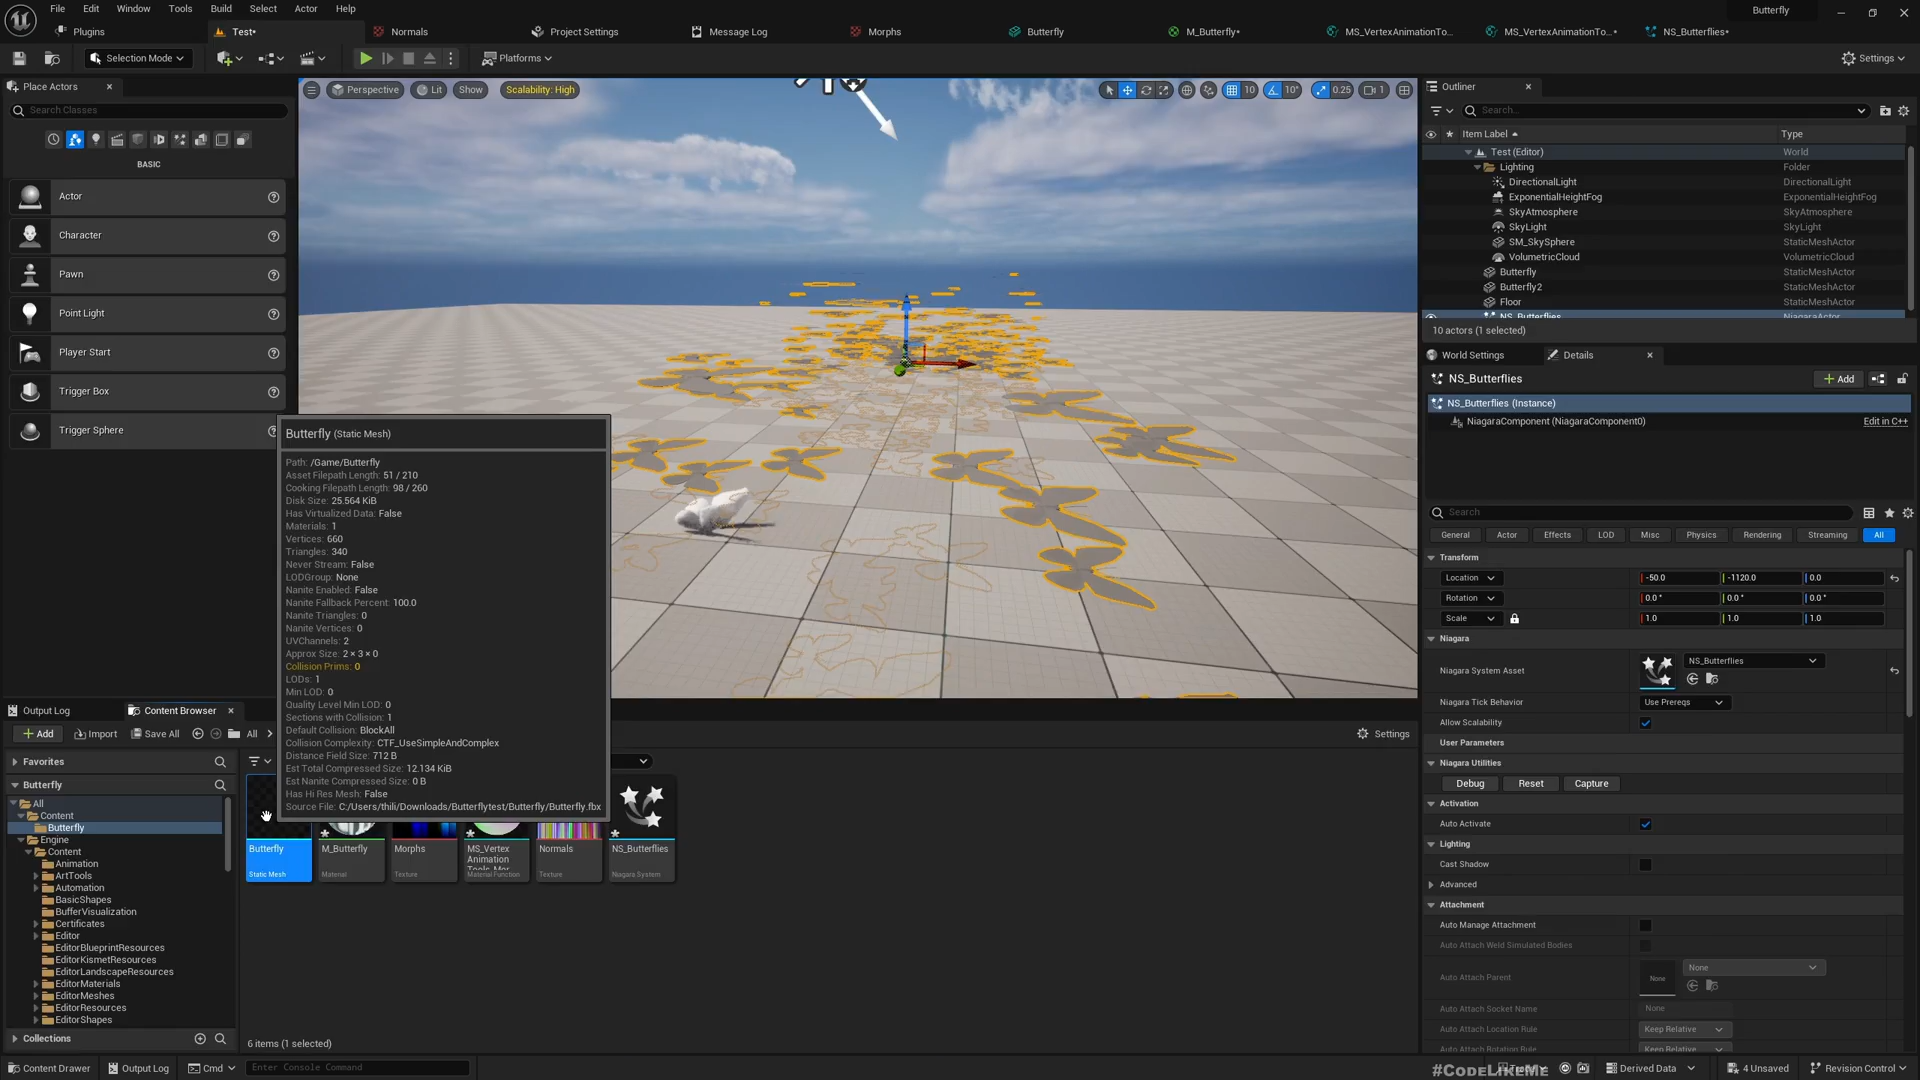 File Edit Window Tools Build Select Actor Help
Butterfly
Plugins
Test*
Normals
Project Settings
Message Log
Morphs
Butterfly
M_Butterfly*
MS_VertexAnimationTo...
MS_VertexAnimationTo...*
NS_Butterflies*
Selection Mode
Platforms
Settings
Place Actors
Search Classes
BASIC
Actor
Character
Pawn
Point Light
Player Start
Trigger Box
Trigger Sphere
Perspective
Lit
Show
Scalability: High
10
10°
0.25
1
Butterfly (Static Mesh)
Path: /Game/Butterfly
Asset Filepath Length: 51 / 210
Cooking Filepath Length: 98 / 260
Disk Size: 25.564 KiB
Has Virtualized Data: False
Materials: 1
Vertices: 660
Triangles: 340
Never Stream: False
LODGroup: None
Nanite Enabled: False
Nanite Fallback Percent: 100.0
Nanite Triangles: 0
Nanite Vertices: 0
UVChannels: 2
Approx Size: 2 × 3 × 0
Collision Prims: 0
LODs: 1
Min LOD: 0
Quality Level Min LOD: 0
Sections with Collision: 1
Default Collision: BlockAll
Collision Complexity: CTF_UseSimpleAndComplex
Distance Field Size: 712 B
Est Total Compressed Size: 12.134 KiB
Est Nanite Compressed Size: 0 B
Has Hi Res Mesh: False
Source File: C:/Users/thili/Downloads/Butterflytest/Butterfly/Butterfly.fbx
Outliner
Search...
Item Label
Type
Test (Editor) World
Lighting Folder
DirectionalLight DirectionalLight
ExponentialHeightFog ExponentialHeightFog
SkyAtmosphere SkyAtmosphere
SkyLight SkyLight
SM_SkySphere StaticMeshActor
VolumetricCloud VolumetricCloud
Butterfly StaticMeshActor
Butterfly2 StaticMeshActor
Floor StaticMeshActor
NS_Butterflies NiagaraActor
10 actors (1 selected)
World Settings
Details
NS_Butterflies
Add
NS_Butterflies (Instance)
NiagaraComponent (NiagaraComponent0)
Edit in C++
Search
General Actor Effects LOD Misc Physics Rendering Streaming All
Transform
Location -50.0 -1120.0 0.0
Rotation 0.0° 0.0° 0.0°
Scale 1.0 1.0 1.0
Niagara
Niagara System Asset
NS_Butterflies
Niagara Tick Behavior Use Prereqs
Allow Scalability
User Parameters
Niagara Utilities
Debug Reset Capture
Activation
Auto Activate
Lighting
Cast Shadow
Advanced
Attachment
Auto Manage Attachment
Auto Attach Weld Simulated Bodies
Auto Attach Parent
None
None
Auto Attach Socket Name None
Auto Attach Location Rule Keep Relative
Auto Attach Rotation Rule Keep Relative
Output Log
Content Browser
Add
Import
Save All
All
Settings
Favorites
Butterfly
All
Content
Butterfly
Engine
Content
Animation
ArtTools
Automation
BasicShapes
BufferVisualization
Certificates
Editor
EditorBlueprintResources
EditorKismetResources
EditorLandscapeResources
EditorMaterials
EditorMeshes
EditorResources
EditorShapes
Collections
Butterfly
Static Mesh
M_Butterfly
Material
Morphs
Texture
MS_Vertex
Animation
Tools_Mor
Material Function
Normals
Texture
NS_Butterflies
Niagara System
6 items (1 selected)
Content Drawer
Output Log
Cmd
Enter Console Command
#CodeLikeMe
Derived Data
4 Unsaved
Revision Control